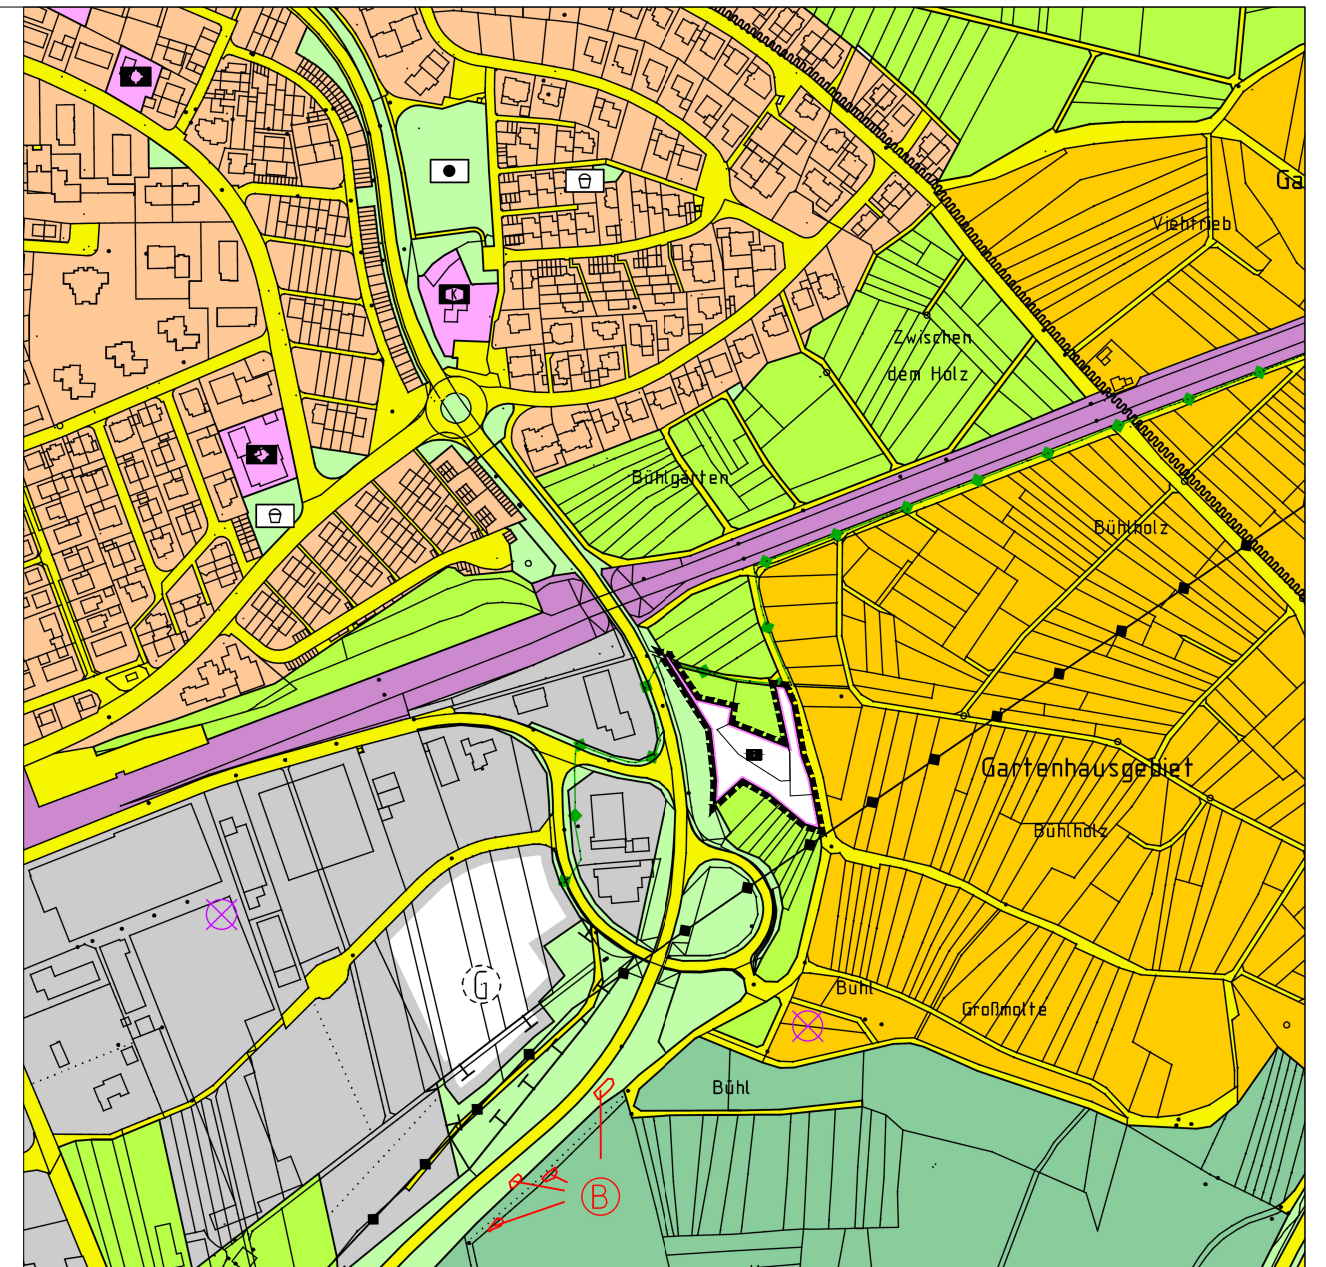 Ga
Viehtrieb
K
Zwischen
dem Holz
Bühlgärten
Bühlholz
Gartenhausgebiet
Bühlholz
G
Bühl
Großmolte
Bühl
B